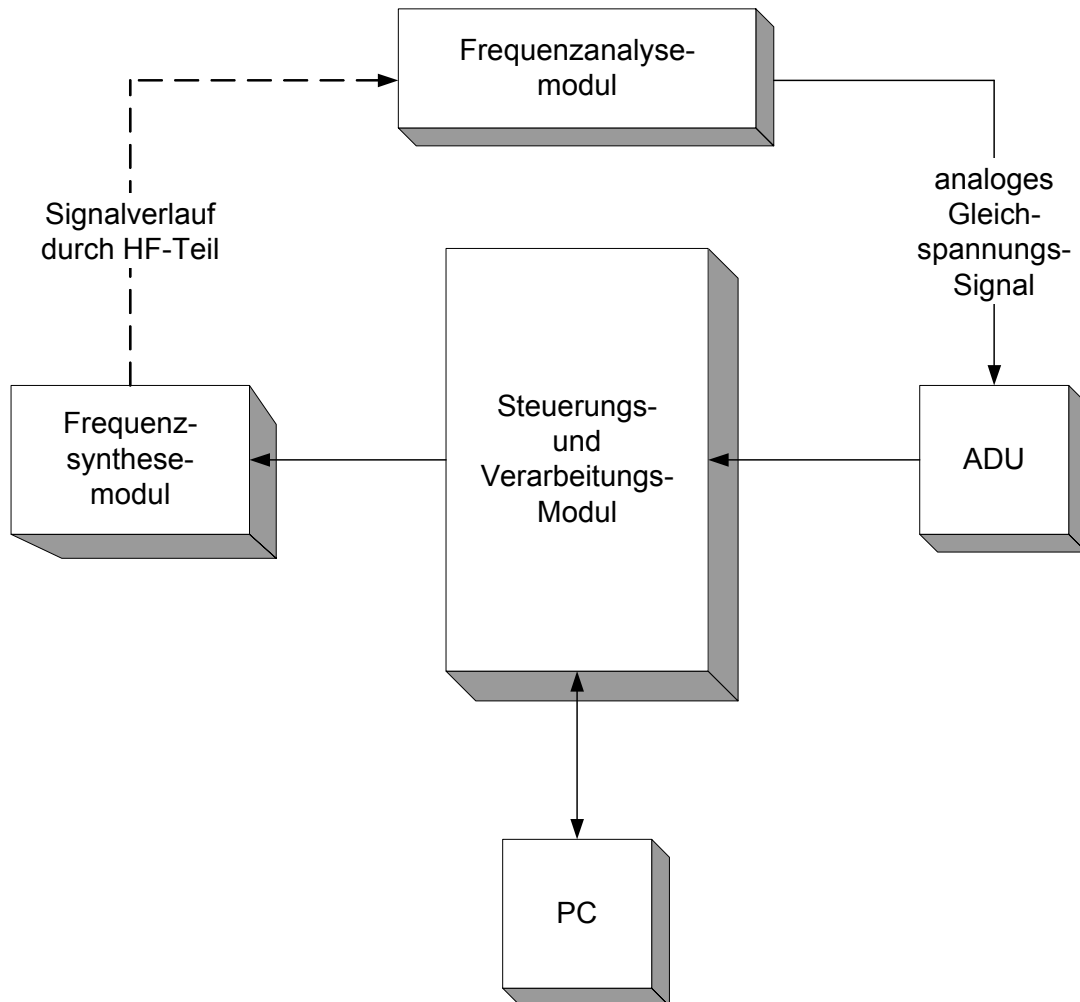 Frequenzanalyse-
modul
Signalverlauf
durch HF-Teil
analoges
Gleich-
spannungs-
Signal
Frequenz-
synthese-
modul
Steuerungs-
und
Verarbeitungs-
Modul
ADU
PC